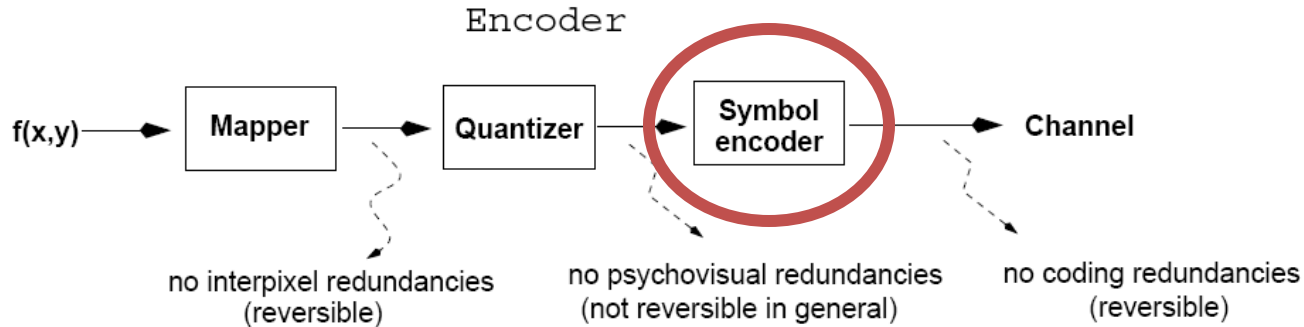 Encoder
f(x,y)
Mapper
Quantizer
Symbol
encoder
Channel
no interpixel redundancies
(reversible)
no psychovisual redundancies
(not reversible in general)
no coding redundancies
(reversible)